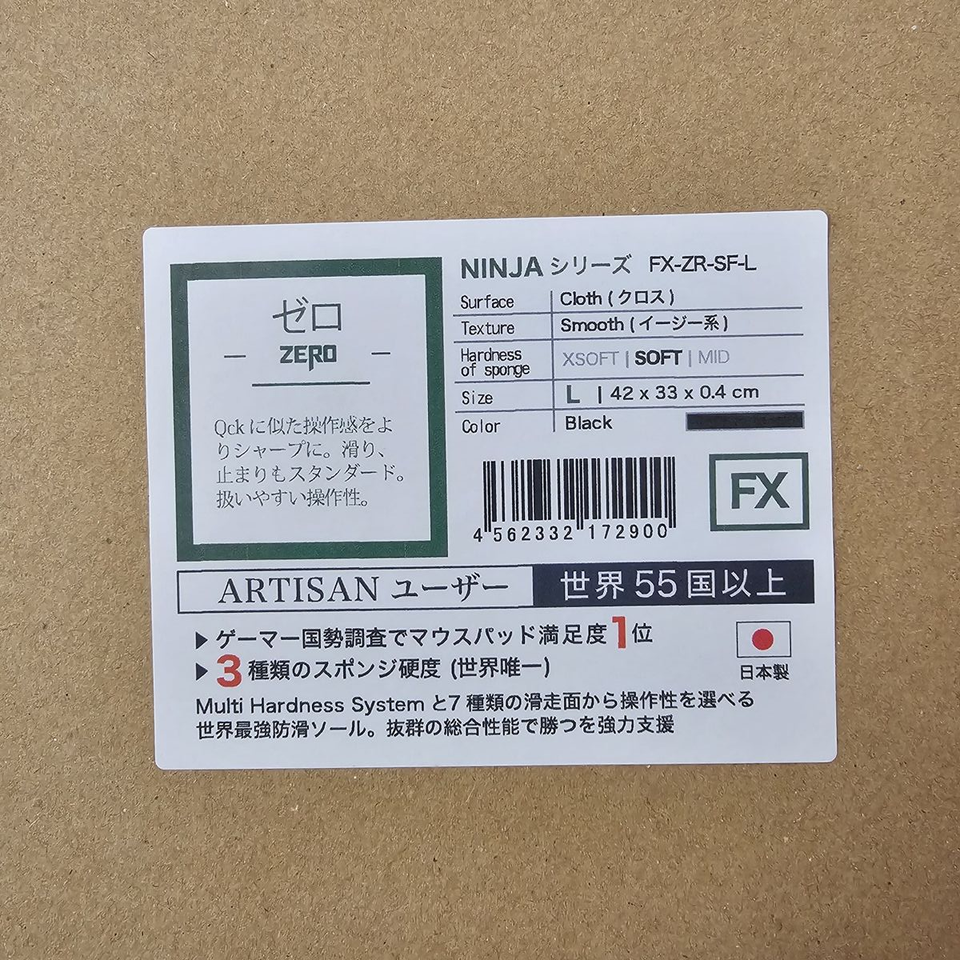 ゼロ
ZERO
Qckに似た操作感をよ
りシャープに。滑り、
止まりもスタンダード。
扱いやすい操作性。
NINJA シリーズ FX-ZR-SF-L
Surface Cloth (クロス)
Texture Smooth (イージー系)
Hardness
of sponge XSOFT | SOFT | MID
Size L | 42 x 33 x 0.4 cm
Color Black
4 562332 172900
FX
ARTISAN ユーザー 世界 55 国以上
▶ ゲーマー国勢調査でマウスパッド満足度1位
▶ 3 種類のスポンジ硬度 (世界唯一)
日本製
Multi Hardness System と7 種類の滑走面から操作性を選べる
世界最強防滑ソール。抜群の総合性能で勝つを強力支援